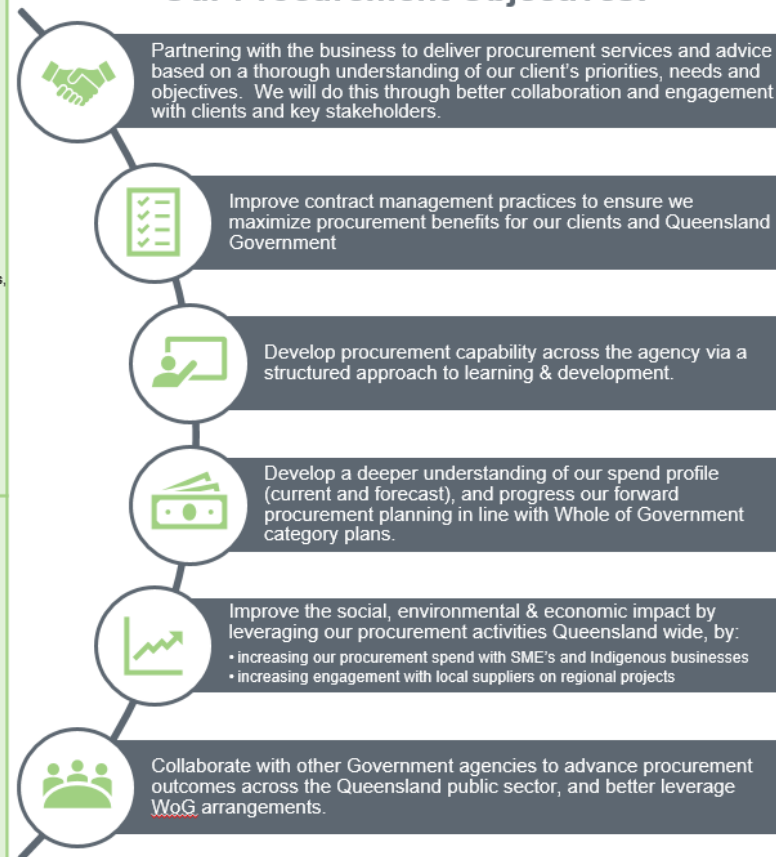 Our Procurement Objectives:
Partnering with the business to deliver procurement services and advice
based on a thorough understanding of our client's priorities, needs and
objectives.  We will do this through better collaboration and engagement
with clients and key stakeholders.
Improve contract management practices to ensure we
maximize procurement benefits for our clients and Queensland
Government
Develop procurement capability across the agency via a
structured approach to learning & development.
Develop a deeper understanding of our spend profile
(current and forecast), and progress our forward
procurement planning in line with Whole of Government
category plans.
Improve the social, environmental & economic impact by
leveraging our procurement activities Queensland wide, by:
• increasing our procurement spend with SME's and Indigenous businesses
• increasing engagement with local suppliers on regional projects
Collaborate with other Government agencies to advance procurement
outcomes across the Queensland public sector, and better leverage
WoG arrangements.